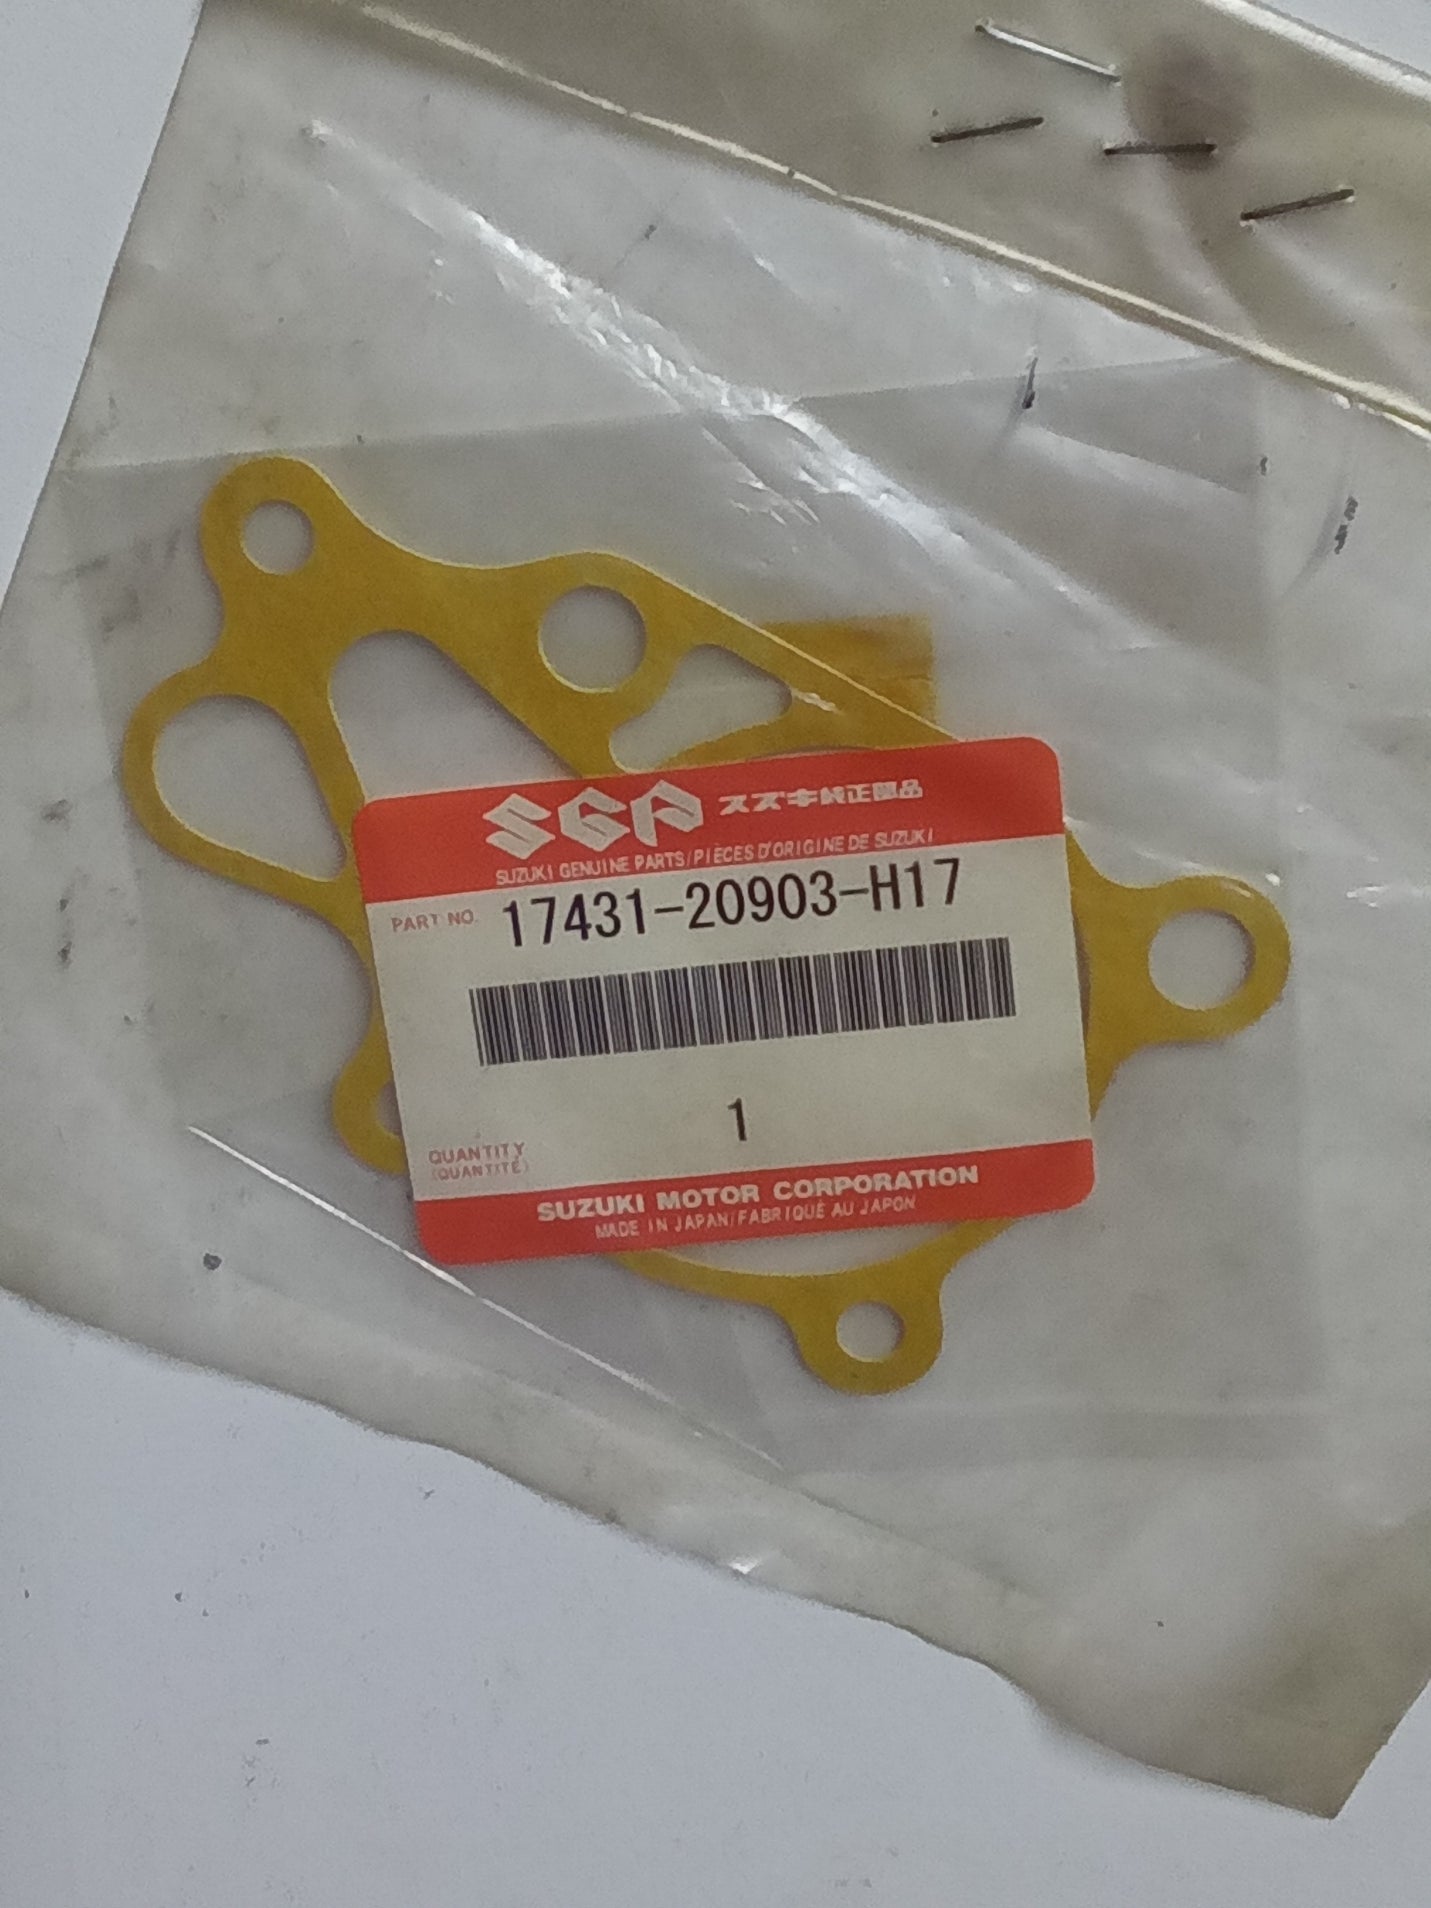 SGP スズキ純正部品
SUZUKI GENUINE PARTS/PIÈCES D'ORIGINE DE SUZUKI
PART NO. 17431-20903-H17
1
QUANTITY
(QUANTITÉ)
SUZUKI MOTOR CORPORATION
MADE IN JAPAN/FABRIQUÉ AU JAPON